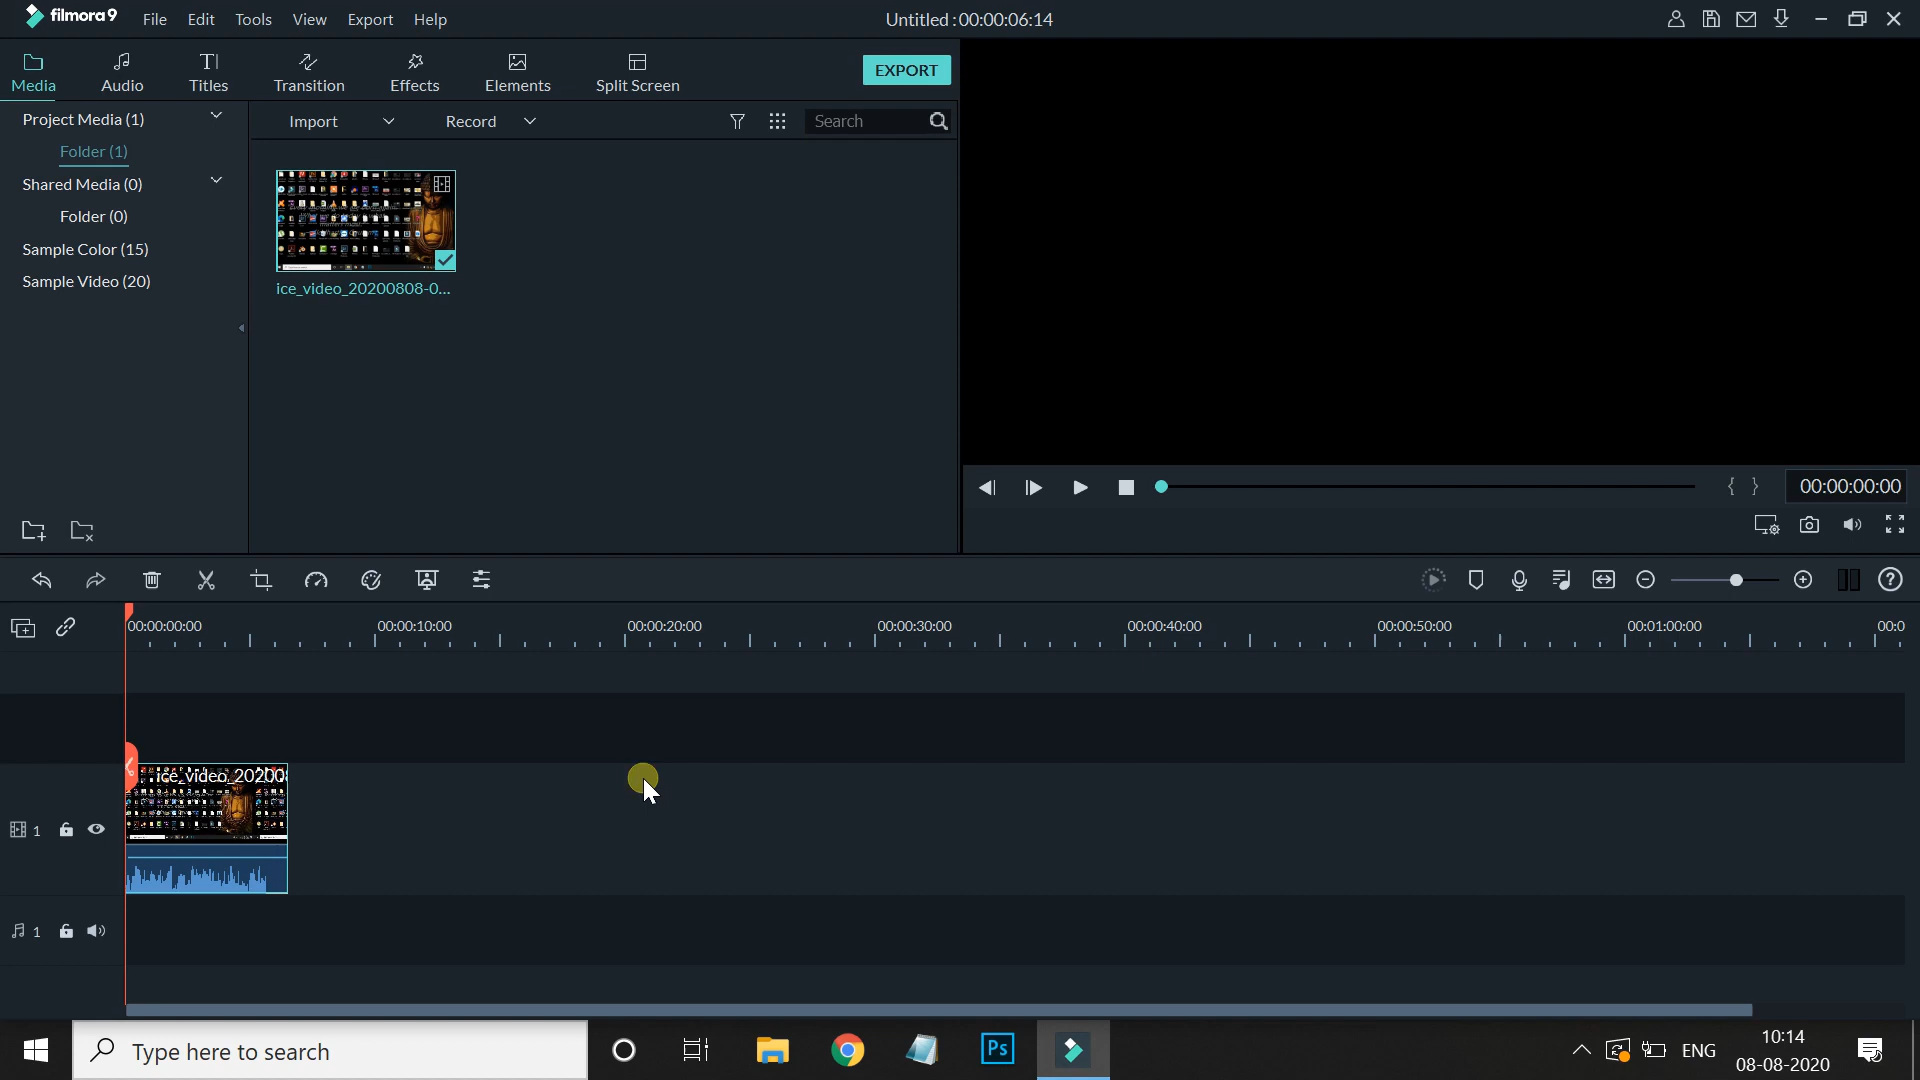 filmora9 File Edit Tools View Export Help Untitled : 00:00:06:14
Media Audio Titles Transition Effects Elements Split Screen EXPORT
Project Media (1) Import Record Search
Folder (1)
Shared Media (0)
Folder (0)
Sample Color (15)
Sample Video (20)
ice_video_20200808-0...
00:00:00:00
00:00:00:00 00:00:10:00 00:00:20:00 00:00:30:00 00:00:40:00 00:00:50:00 00:01:00:00 00:0
ice_video_20200
1
1
Type here to search Ps ENG 10:14
08-08-2020